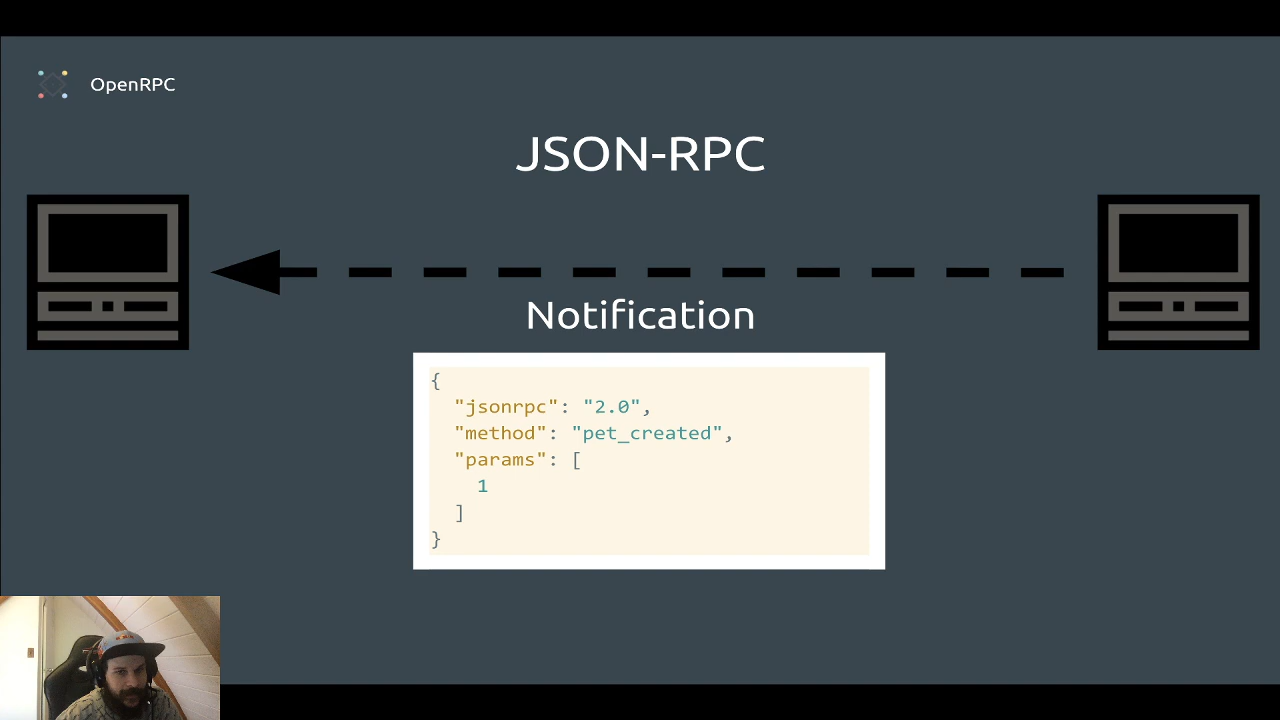 OpenRPC
JSON-RPC
Notification
{
  "jsonrpc": "2.0",
  "method": "pet_created",
  "params": [
    1
  ]
}